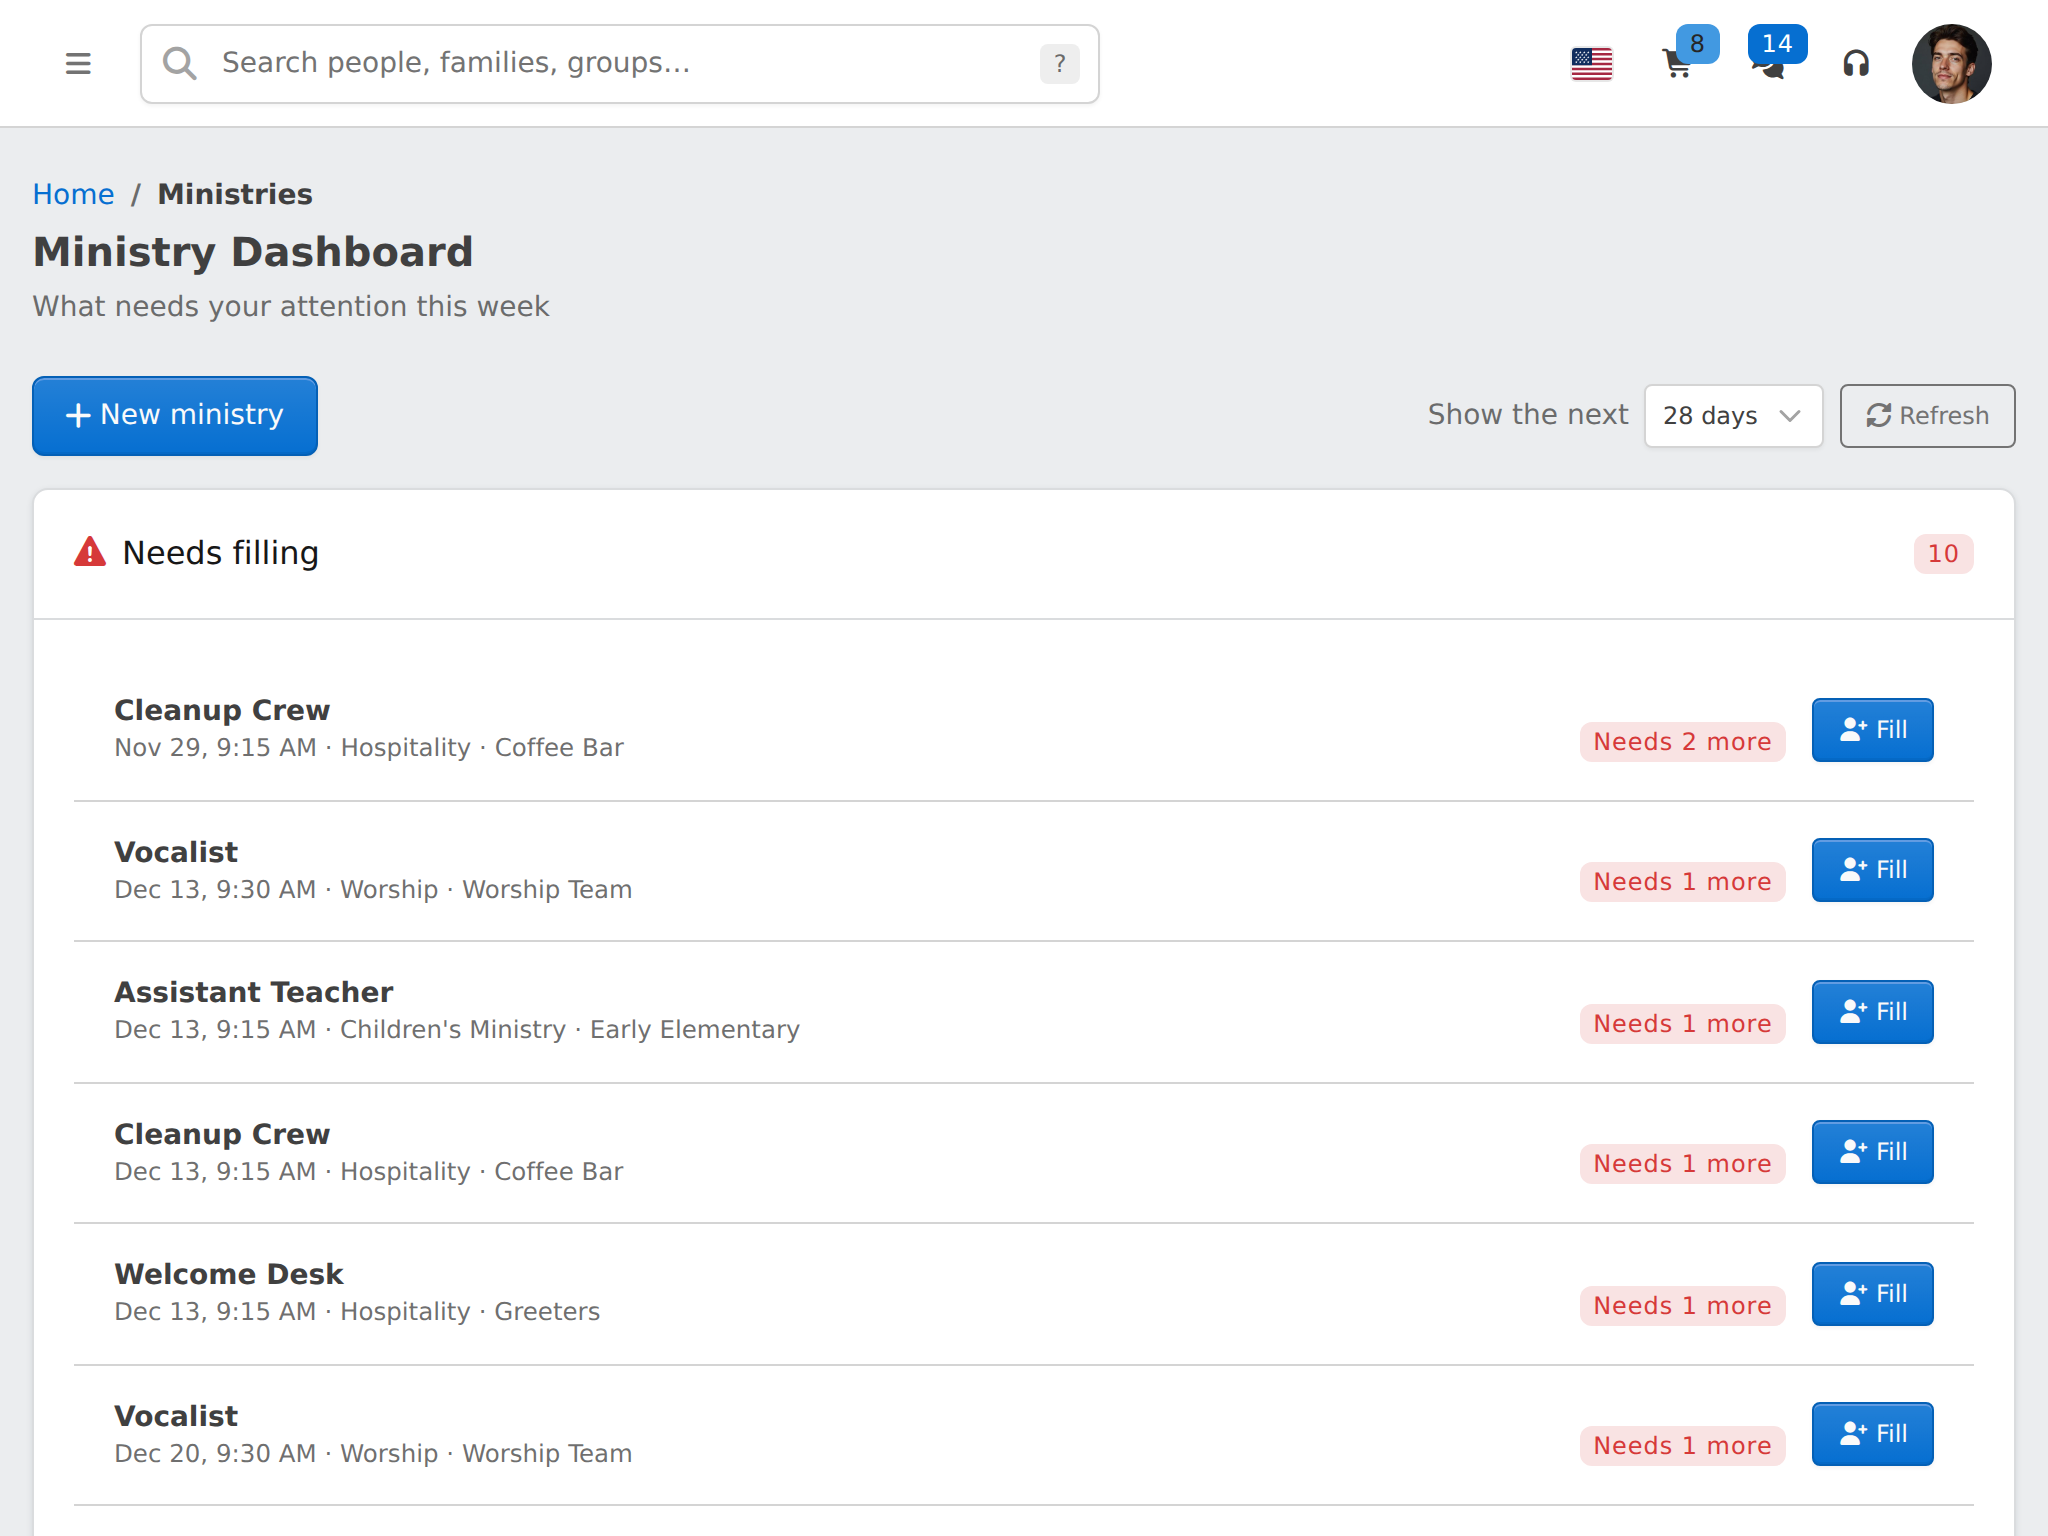 Search people, families, groups...
?
8
14
Home / Ministries
Ministry Dashboard
What needs your attention this week
New ministry
Show the next
28 days
Refresh
Needs filling
10
Cleanup Crew
Nov 29, 9:15 AM · Hospitality · Coffee Bar
Needs 2 more
Fill
Vocalist
Dec 13, 9:30 AM · Worship · Worship Team
Needs 1 more
Fill
Assistant Teacher
Dec 13, 9:15 AM · Children's Ministry · Early Elementary
Needs 1 more
Fill
Cleanup Crew
Dec 13, 9:15 AM · Hospitality · Coffee Bar
Needs 1 more
Fill
Welcome Desk
Dec 13, 9:15 AM · Hospitality · Greeters
Needs 1 more
Fill
Vocalist
Dec 20, 9:30 AM · Worship · Worship Team
Needs 1 more
Fill